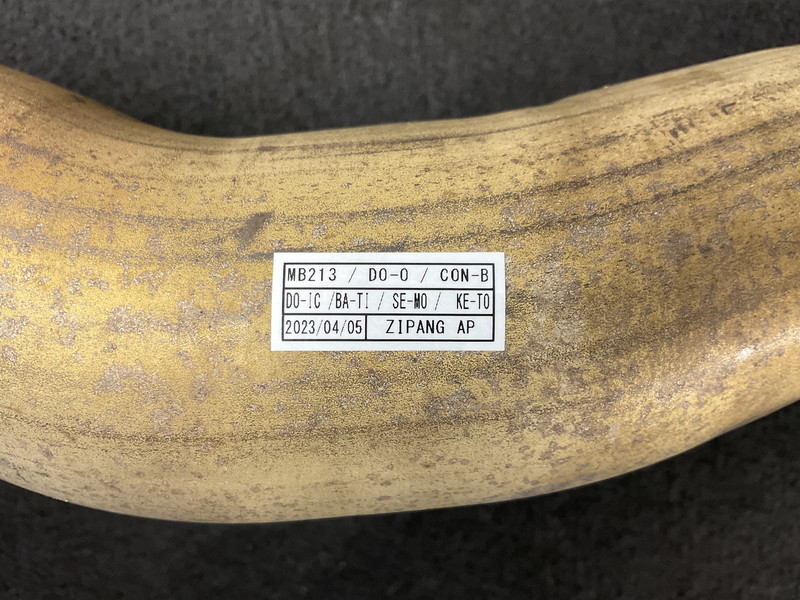 MB213 / DO-O / CON-B
DO-IC /BA-TI / SE-MO / KE-TO
2023/04/05 ZIPANG AP